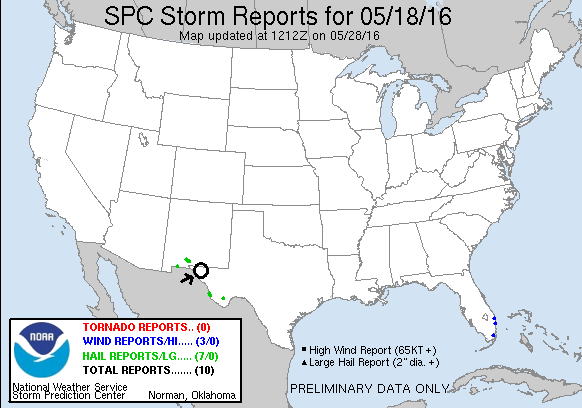 SPC Storm Reports for 05/18/16
Map updated at 1212Z on 05/28/16
TORNADO REPORTS.. (0)
WIND REPORTS/HI..... (3/0)
HAIL REPORTS/LG..... (7/0)
TOTAL REPORTS....... (10)
NOAA
National Weather Service
Storm Prediction Center Norman, Oklahoma
High Wind Report (65KT +)
Large Hail Report (2" dia. +)
PRELIMINARY DATA ONLY